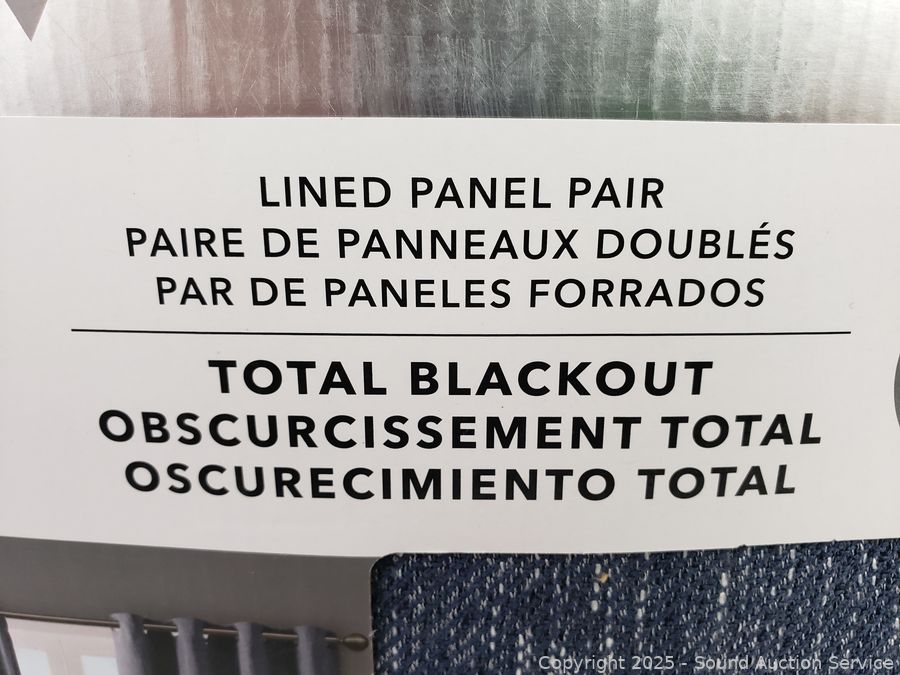 LINED PANEL PAIR
PAIRE DE PANNEAUX DOUBLÉS
PAR DE PANELES FORRADOS
TOTAL BLACKOUT
OBSCURCISSEMENT TOTAL
OSCURECIMIENTO TOTAL
Copyright 2025 - Sound Auction Service